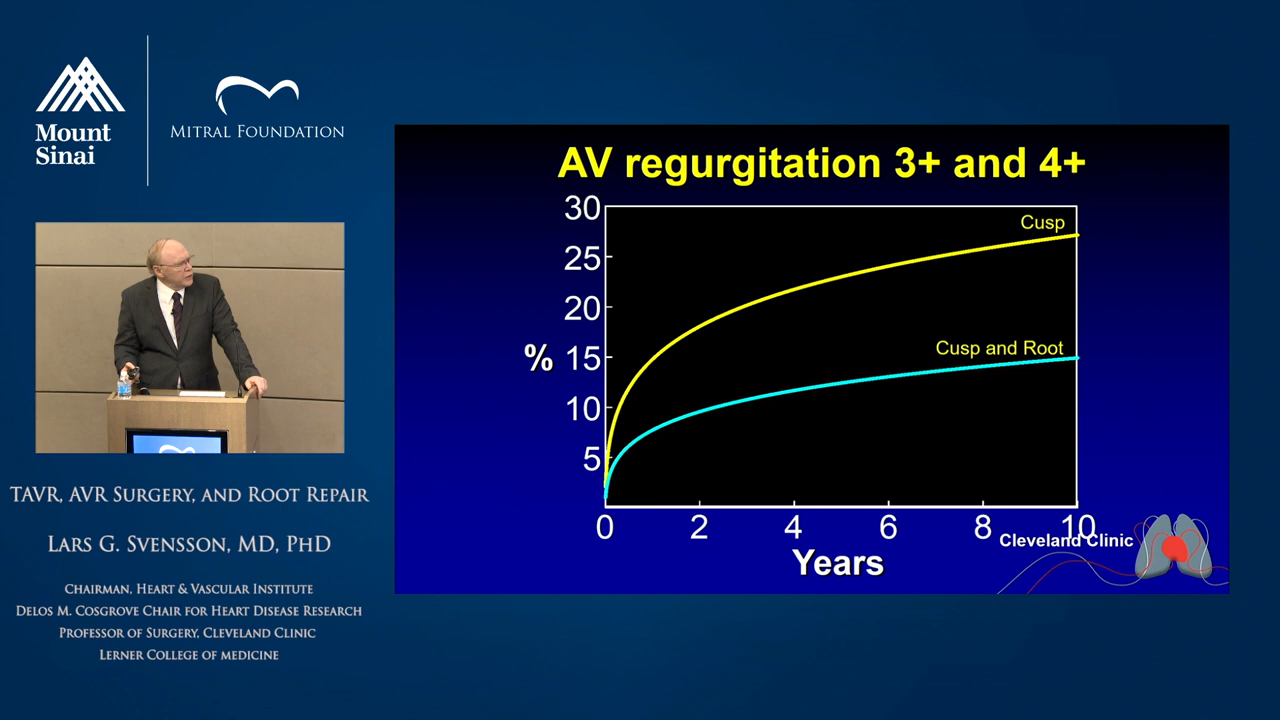 Mount
Sinai
MITRAL FOUNDATION
TAVR, AVR SURGERY, AND ROOT REPAIR
LARS G. SVENSSON, MD, PHD
CHAIRMAN, HEART & VASCULAR INSTITUTE
DELOS M. COSGROVE CHAIR FOR HEART DISEASE RESEARCH
PROFESSOR OF SURGERY, CLEVELAND CLINIC
LERNER COLLEGE OF MEDICINE
AV regurgitation 3+ and 4+
30
25
20
% 15
10
5
Cusp
Cusp and Root
0 2 4 6 8 10
Years
Cleveland Clinic